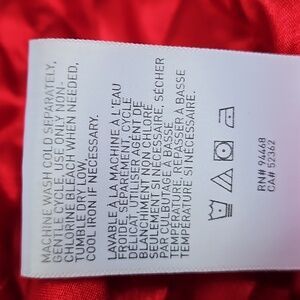 MACHINE WASH COLD SEPARATELY,
GENTLE CYCLE, USE ONLY NON-
CHLORINE BLEACH WHEN NEEDED,
TUMBLE DRY LOW,
COOL IRON IF NECESSARY.
LAVABLE À LA MACHINE À L'EAU
FROIDE, SÉPAREMENT. CYCLE
DÉLICAT, UTILISER AGENT DE
BLANCHIMENT NON CHLORÉ
SEULEMENT S'IL NÉCESSAIRE, SÉCHER
PAR CULBUTAGE À BASSE
TEMPÉRATURE, REPASSER À BASSE
TEMPÉRATURE SI NÉCESSAIRE.
RN# 94468
CA# 52362